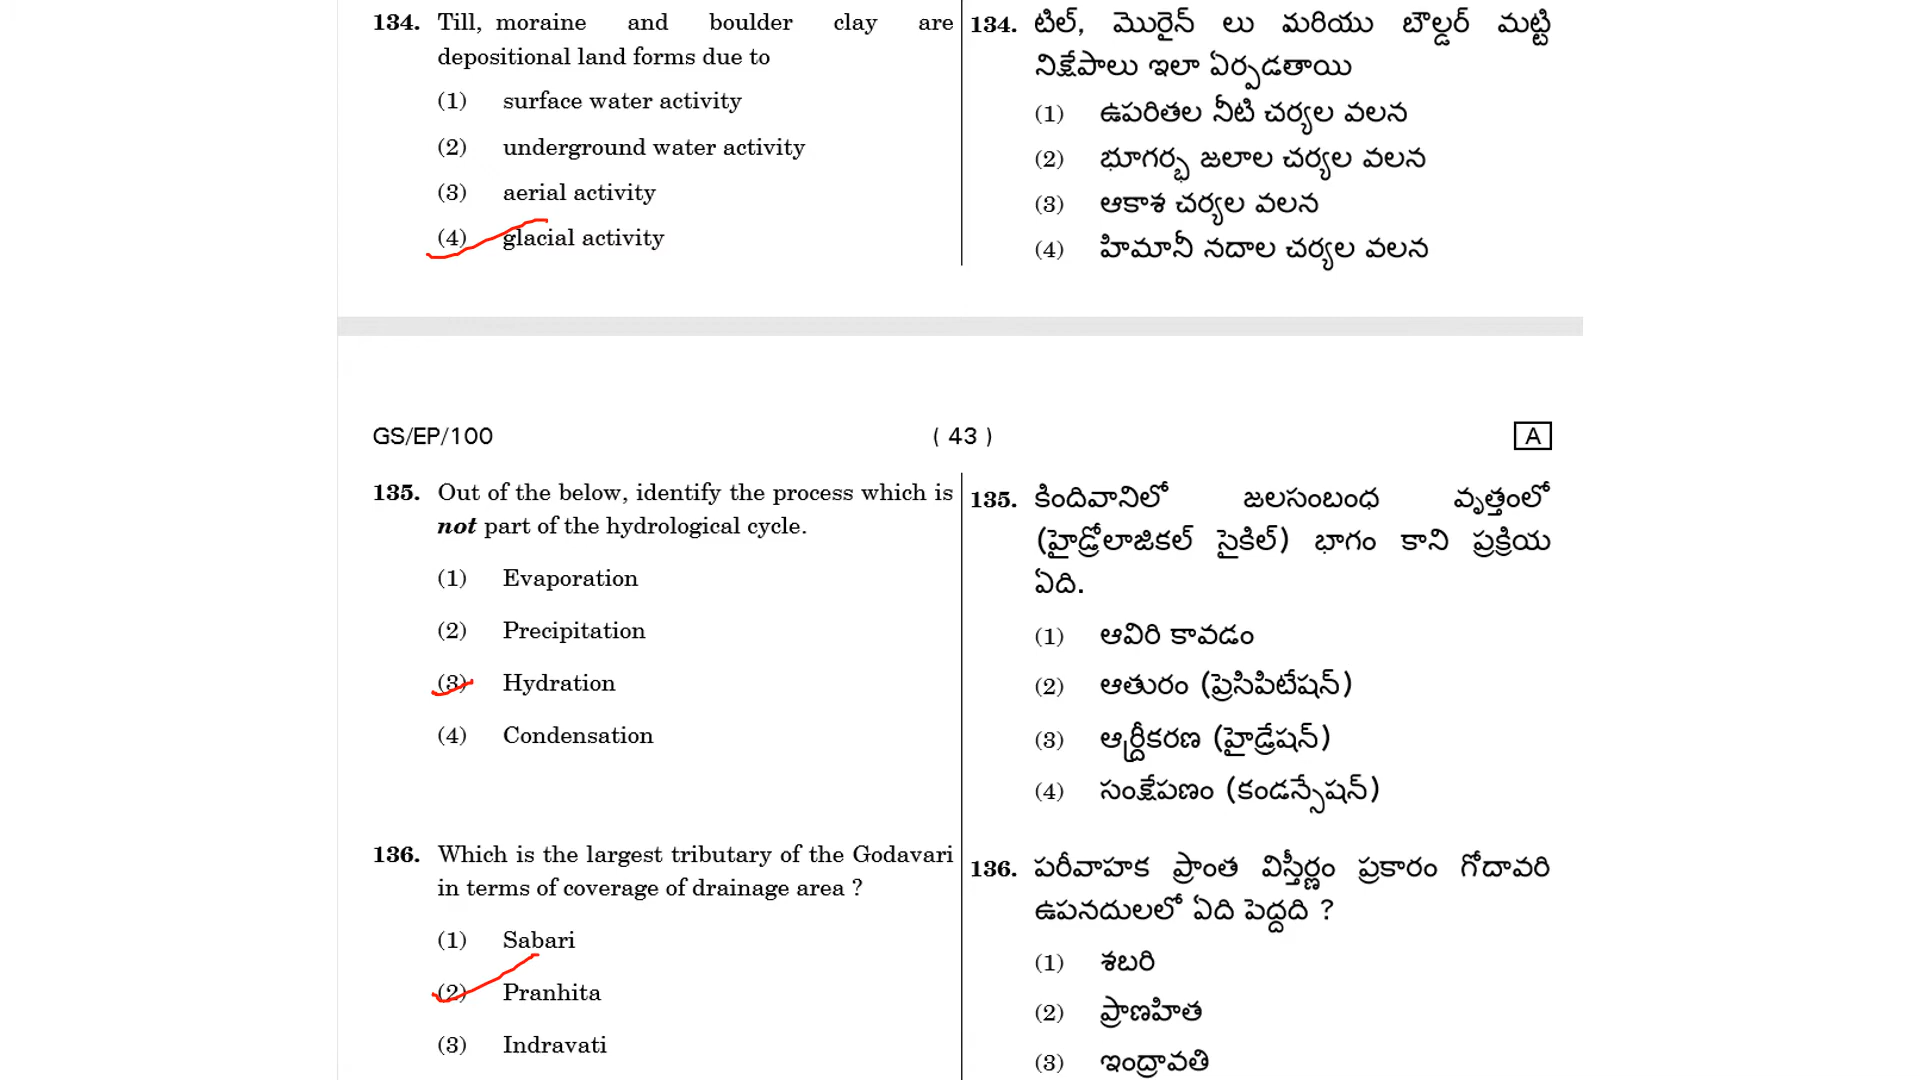 134. Till, moraine and boulder clay are
depositional land forms due to
(1) surface water activity
(2) underground water activity
(3) aerial activity
(4) glacial activity
134. టిల్, మొరైన్ లు మరియు బౌల్డర్ మట్టి
నిక్షేపాలు ఇలా ఏర్పడతాయి
(1) ఉపరితల నీటి చర్యల వలన
(2) భూగర్భ జలాల చర్యల వలన
(3) ఆకాశ చర్యల వలన
(4) హిమానీ నదాల చర్యల వలన
GS/EP/100 ( 43 ) A
135. Out of the below, identify the process which is
not part of the hydrological cycle.
(1) Evaporation
(2) Precipitation
(3) Hydration
(4) Condensation
135. కిందివానిలో జలసంబంధ వృత్తంలో
(హైడ్రోలాజికల్ సైకిల్) భాగం కాని ప్రక్రియ
ఏది.
(1) ఆవిరి కావడం
(2) ఆతురం (ప్రెసిపిటేషన్)
(3) ఆర్ద్రీకరణ (హైడ్రేషన్)
(4) సంక్షేపణం (కండన్సేషన్)
136. Which is the largest tributary of the Godavari
in terms of coverage of drainage area ?
(1) Sabari
(2) Pranhita
(3) Indravati
136. పరీవాహక ప్రాంత విస్తీర్ణం ప్రకారం గోదావరి
ఉపనదులలో ఏది పెద్దది ?
(1) శబరి
(2) ప్రాణహిత
(3) ఇంద్రావతి